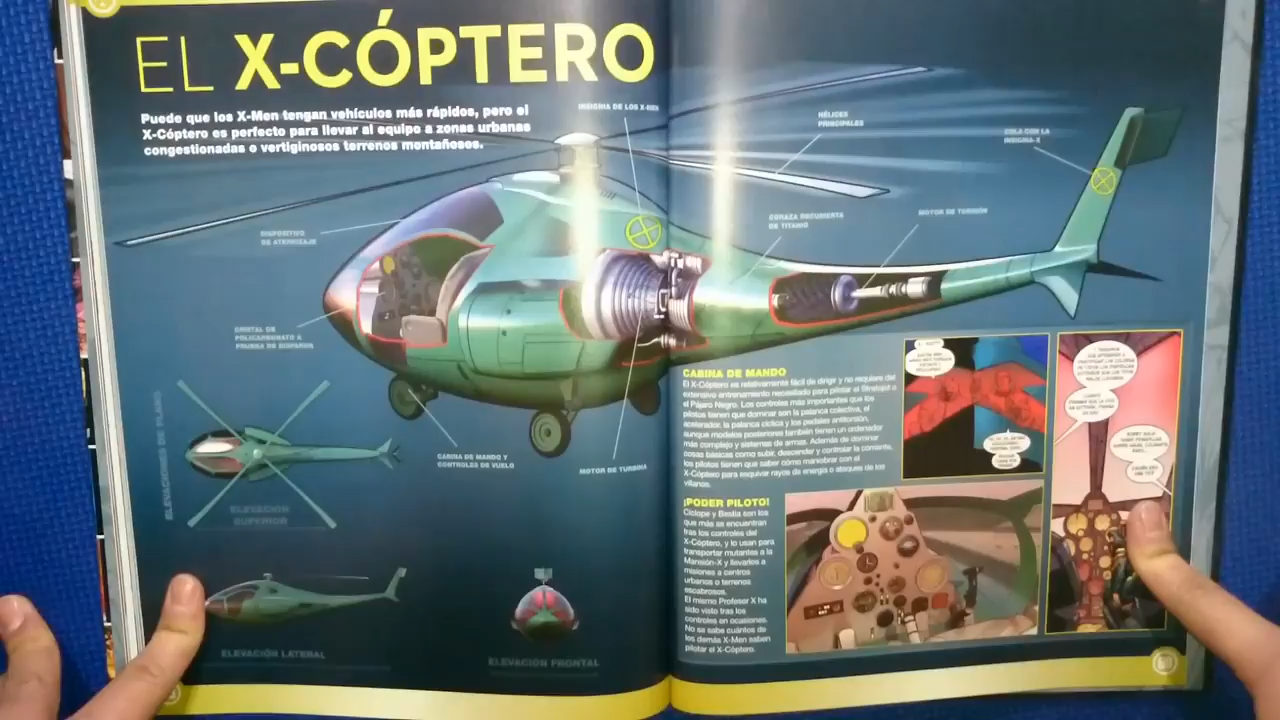 EL X-CÓPTERO
Puede que los X-Men tengan vehículos más rápidos, pero el
X-Cóptero es perfecto para llevar al equipo a zonas urbanas
congestionadas o vertiginosos terrenos montañosos.
INSIGNIA DE LOS X-MEN
HÉLICES
PRINCIPALES
COLA CON LA
INSIGNIA-X
DISPOSITIVO
DE ATERRIZAJE
CORAZA RECUBIERTA
DE TITANIO
MOTOR DE TORSIÓN
CRISTAL DE
POLICARBONATO A
PRUEBA DE DISPAROS
CABINA DE MANDO Y
CONTROLES DE VUELO
MOTOR DE TURBINA
ELEVACIÓN DE PLANO
ELEVACIÓN
SUPERIOR
ELEVACIÓN LATERAL
ELEVACIÓN FRONTAL
CABINA DE MANDO
El X-Cóptero es relativamente fácil de dirigir y no requiere del
extensivo entrenamiento necesitado para pilotar el Stratojet o
el Pájaro Negro. Los controles más importantes que los
pilotos tienen que dominar son la palanca colectiva, el
acelerador, la palanca cíclica y los pedales antitorsión,
aunque modelos posteriores también tienen un ordenador
más complejo y sistemas de armas. Además de dominar
cosas básicas como subir, descender y controlar la corriente,
los pilotos tienen que saber cómo maniobrar con el
X-Cóptero para esquivar rayos de energía o ataques de los
villanos.
¡PODER PILOTO!
Cíclope y Bestia son los
que más se encuentran
tras los controles del
X-Cóptero, y lo usan para
transportar mutantes a la
Mansión-X y llevarlos a
misiones a centros
urbanos o terrenos
escabrosos.
El mismo Profesor X ha
sido visto tras los
controles en ocasiones.
No se sabe cuántos de
los demás X-Men saben
pilotar el X-Cóptero.